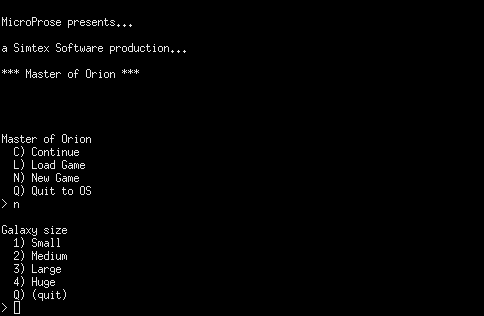 MicroProse presents...
a Simtex Software production...
*** Master of Orion ***
Master of Orion
C) Continue
L) Load Game
N) New Game
Q) Quit to OS
> n
Galaxy size
1) Small
2) Medium
3) Large
4) Huge
Q) (quit)
>